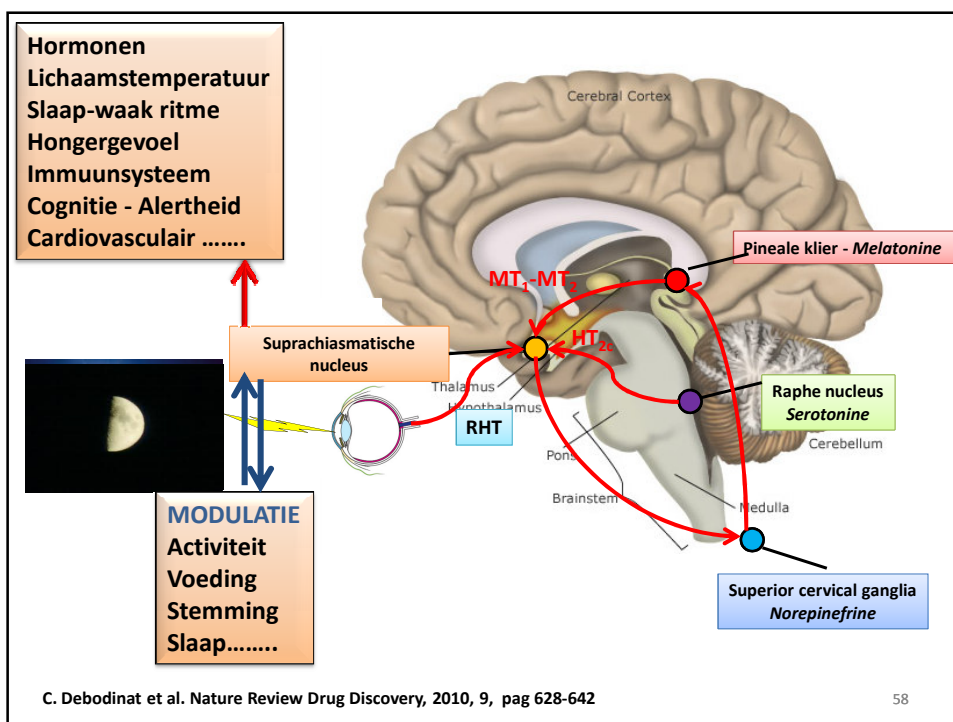 Hormonen
Lichaamstemperatuur
Slaap-waak ritme
Hongergevoel
Immuunsysteem
Cognitie - Alertheid
Cardiovasculair …….
Cerebral Cortex
Pineale klier - Melatonine
MT1-MT2
Suprachiasmatische
nucleus
HT2c
Thalamus
Hypothalamus
RHT
Raphe nucleus
Serotonine
Cerebellum
Pons
Brainstem
Medulla
MODULATIE
Activiteit
Voeding
Stemming
Slaap……..
Superior cervical ganglia
Norepinefrine
C. Debodinat et al. Nature Review Drug Discovery, 2010, 9, pag 628-642
58